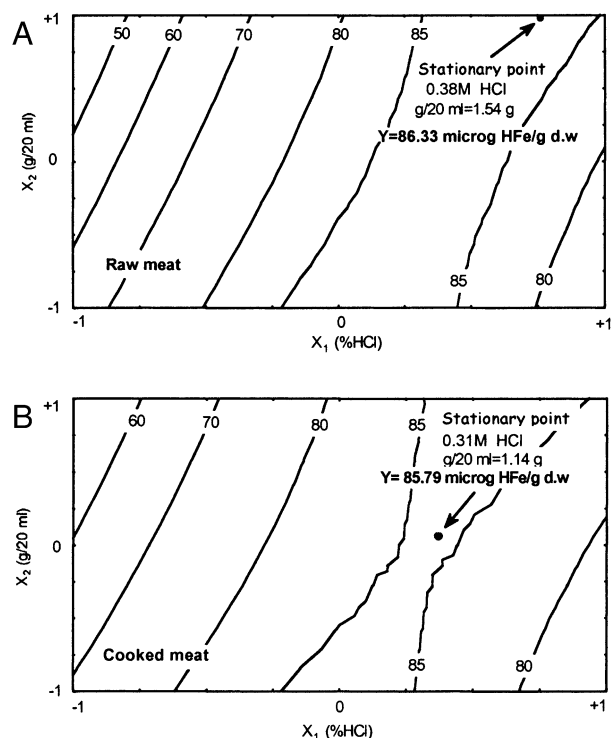 A
+1
50
60
70
80
85
Stationary point
0.38M HCl
g/20 ml=1.54 g
Y=86.33 microg HFe/g d.w
X2 (g/20 ml)
0
Raw meat
85
80
-1
-1
0
+1
X1 (%HCl)
B
+1
60
70
80
85
Stationary point
0.31M HCl
g/20 ml=1.14 g
Y= 85.79 microg HFe/g d.w
X2 (g/20 ml)
0
Cooked meat
85
80
-1
-1
0
+1
X1 (%HCl)